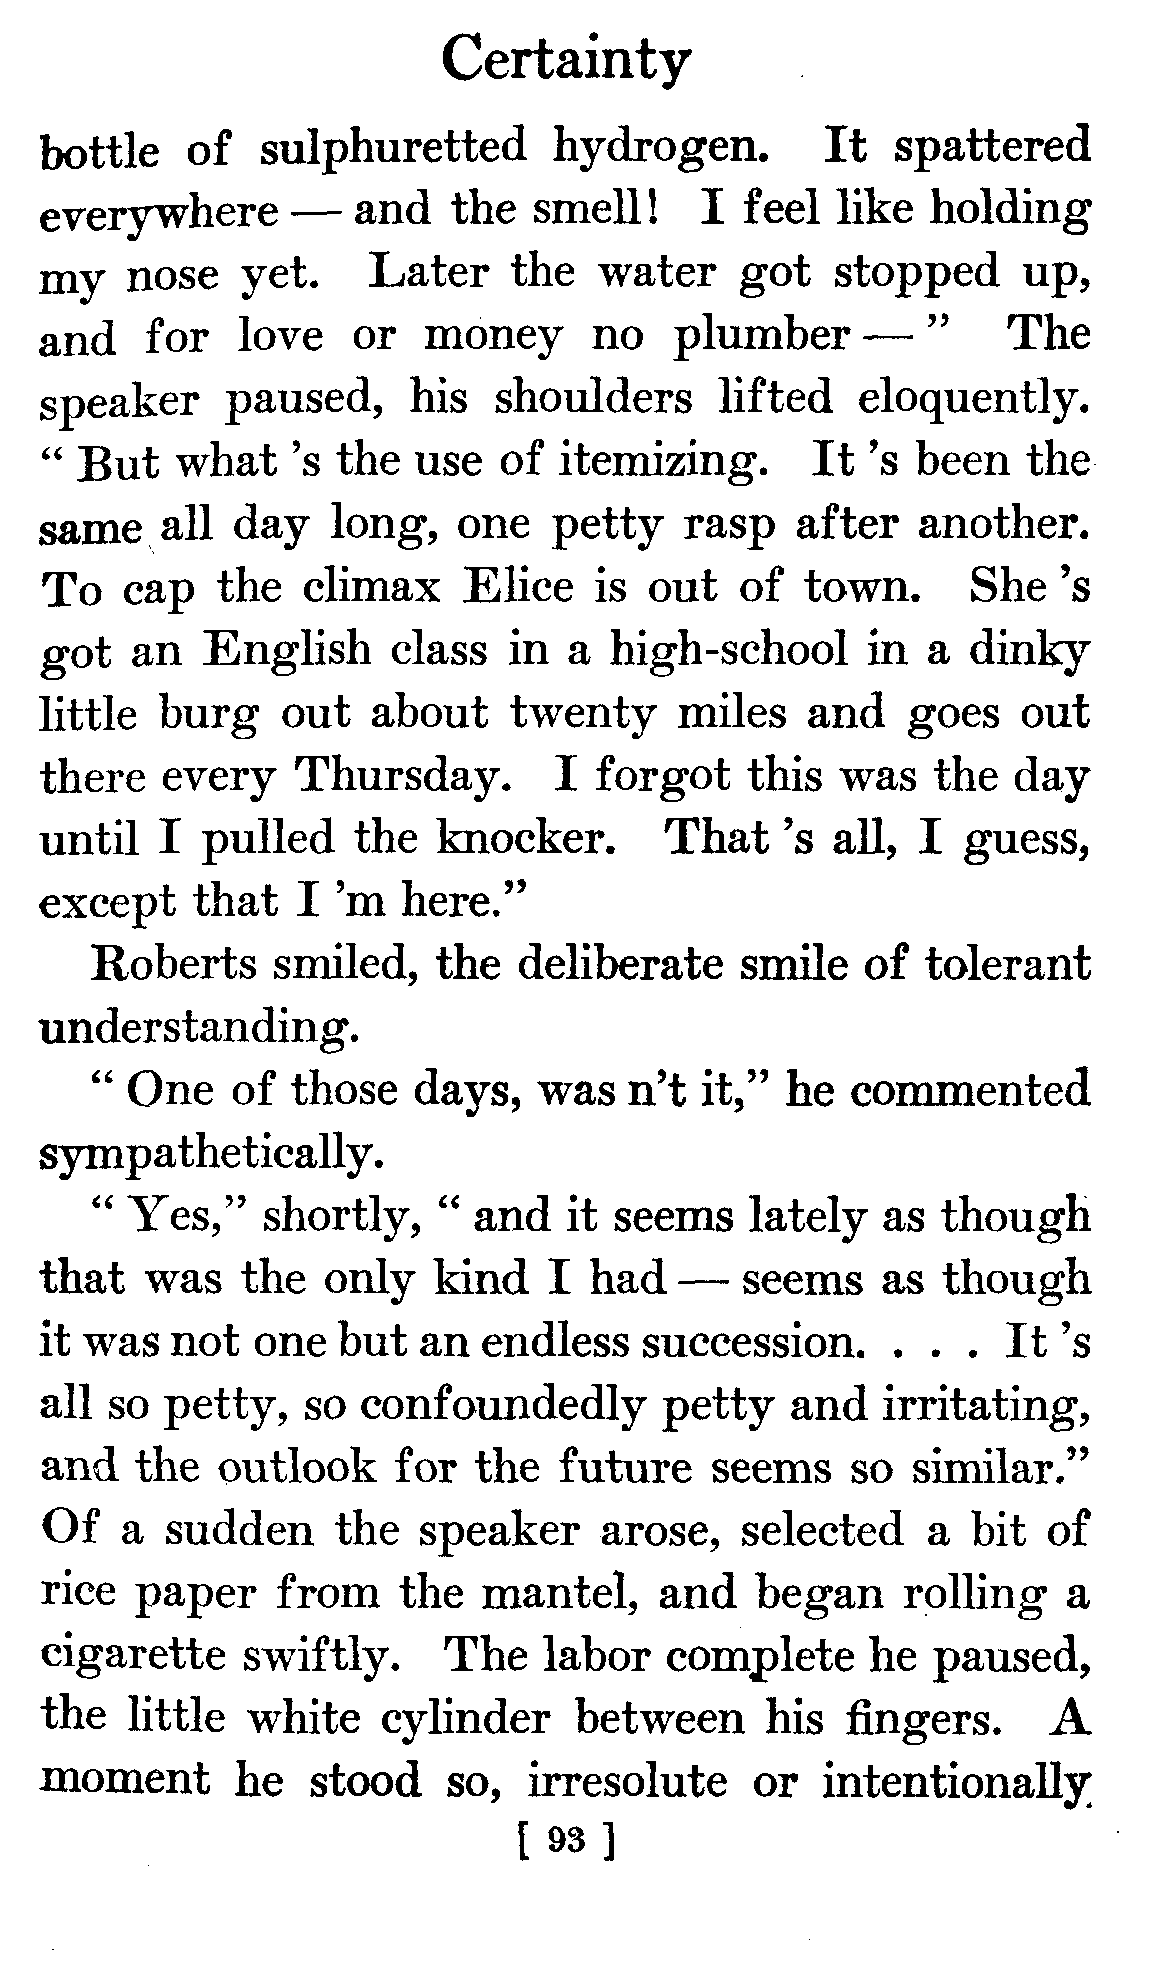 Certainty
bottle of sulphuretted hydrogen. It spattered
everywhere — and the smell! I feel like holding
my nose yet. Later the water got stopped up,
and for love or money no plumber — ” The
speaker paused, his shoulders lifted eloquently.
“ But what 's the use of itemizing. It 's been the
same all day long, one petty rasp after another.
To cap the climax Elice is out of town. She 's
got an English class in a high-school in a dinky
little burg out about twenty miles and goes out
there every Thursday. I forgot this was the day
until I pulled the knocker. That 's all, I guess,
except that I 'm here.”
Roberts smiled, the deliberate smile of tolerant
understanding.
“ One of those days, was n't it,” he commented
sympathetically.
“ Yes,” shortly, “ and it seems lately as though
that was the only kind I had — seems as though
it was not one but an endless succession. . . . It 's
all so petty, so confoundedly petty and irritating,
and the outlook for the future seems so similar.”
Of a sudden the speaker arose, selected a bit of
rice paper from the mantel, and began rolling a
cigarette swiftly. The labor complete he paused,
the little white cylinder between his fingers. A
moment he stood so, irresolute or intentionally
[ 93 ]